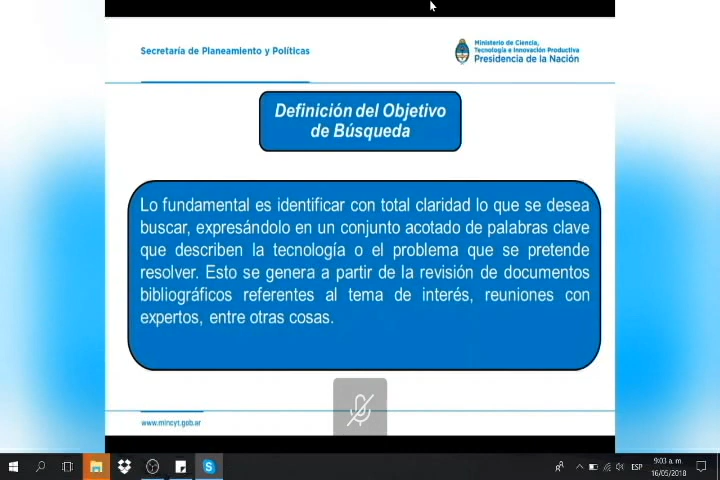 Secretaría de Planeamiento y Políticas
Ministerio de Ciencia,
Tecnología e Innovación Productiva
Presidencia de la Nación
Definición del Objetivo
de Búsqueda
Lo fundamental es identificar con total claridad lo que se desea
buscar, expresándolo en un conjunto acotado de palabras clave
que describen la tecnología o el problema que se pretende
resolver. Esto se genera a partir de la revisión de documentos
bibliográficos referentes al tema de interés, reuniones con
expertos, entre otras cosas.
www.mincyt.gob.ar
ESP
9:03 a. m.
16/05/2018